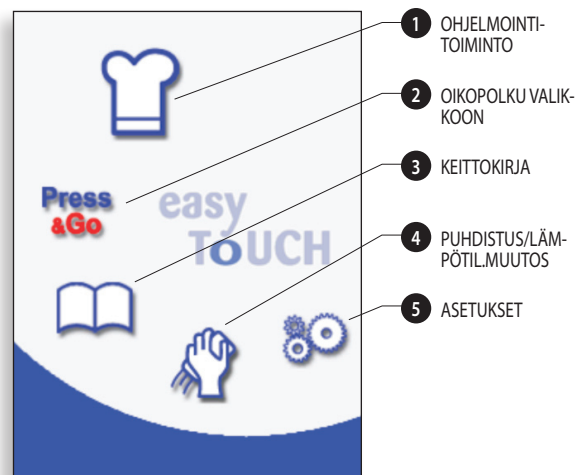 1 OHJELMOINTI-
TOIMINTO
2 OIKOPOLKU VALIK-
KOON
Press
&Go
easy
ToUCH
3 KEITTOKIRJA
4 PUHDISTUS/LÄM-
PÖTIL.MUUTOS
5 ASETUKSET